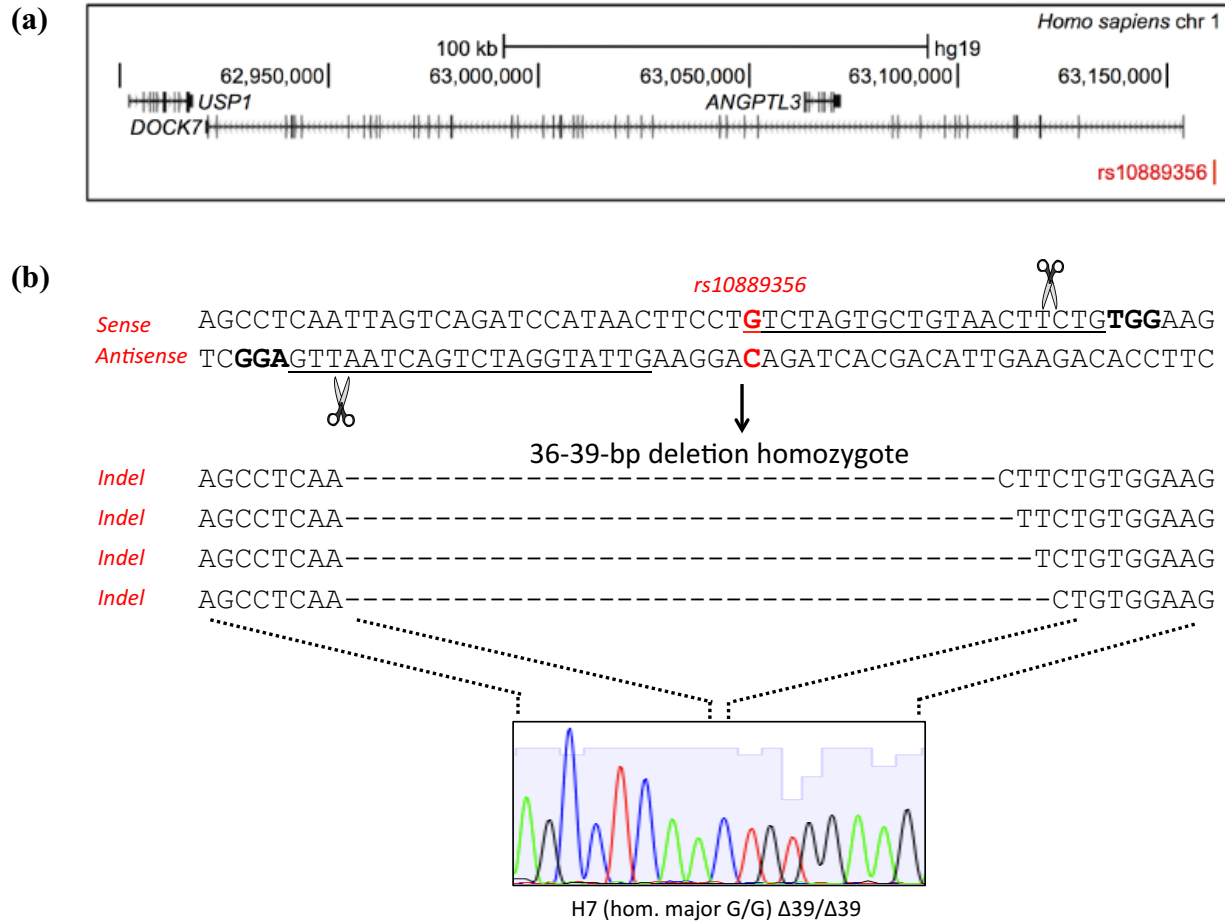 (a)
Homo sapiens chr 1
100 kb hg19
62,950,000 63,000,000 63,050,000 63,100,000 63,150,000
USP1 ANGPTL3
DOCK7
rs10889356
(b)
rs10889356
Sense AGCCTCAATTAGTCAGATCCATAACTTCCTGTCTAGTGCTGTAACTTCTGTGGAAG
Antisense TCGGAGTTAATCAGTCTAGGTATTGAAGGACAGATCACGACATTGAAGACACCTTC
36-39-bp deletion homozygote
Indel AGCCTCAA------------------------------------CTTCTGTGGAAG
Indel AGCCTCAA-------------------------------------TTCTGTGGAAG
Indel AGCCTCAA--------------------------------------TCTGTGGAAG
Indel AGCCTCAA---------------------------------------CTGTGGAAG
H7 (hom. major G/G) Δ39/Δ39